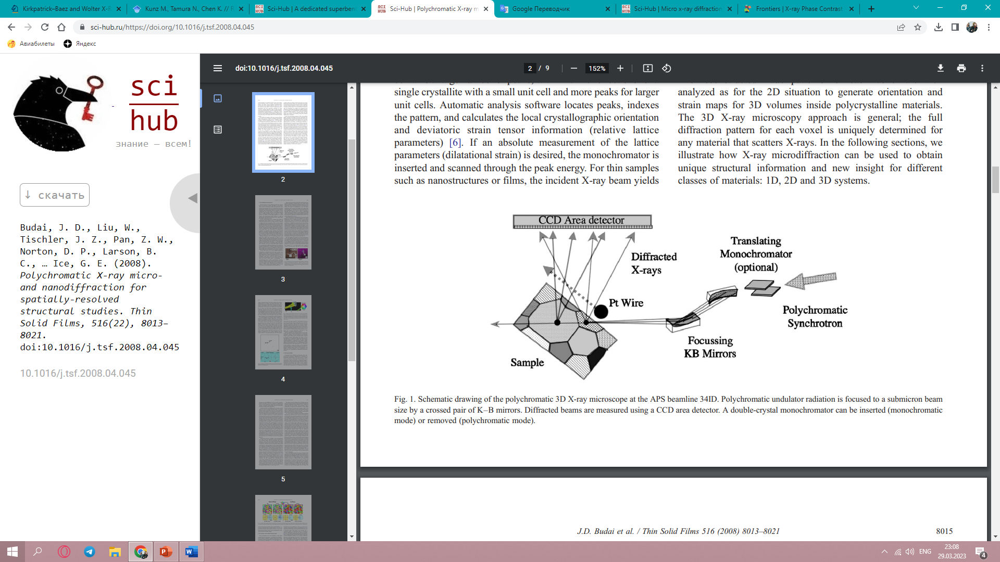 Kirkpatrick–Baez and Wolter X-R
Kunz M., Tamura N., Chen K. // R
Sci-Hub | A dedicated superbend
Sci-Hub | Polychromatic X-ray m
Google Переводчик
Sci-Hub | Micro x-ray diffraction
Frontiers | X-ray Phase Contrast
sci-hub.ru/https://doi.org/10.1016/j.tsf.2008.04.045
Авиабилеты
Яндекс
sci
hub
знание — всем!
↓ скачать
Budai, J. D., Liu, W.,
Tischler, J. Z., Pan, Z. W.,
Norton, D. P., Larson, B.
C., … Ice, G. E. (2008).
Polychromatic X-ray micro-
and nanodiffraction for
spatially-resolved
structural studies. Thin
Solid Films, 516(22), 8013–
8021.
doi:10.1016/j.tsf.2008.04.045
10.1016/j.tsf.2008.04.045
doi:10.1016/j.tsf.2008.04.045
2 / 9
152%
2
3
4
5
single crystallite with a small unit cell and more peaks for larger
unit cells. Automatic analysis software locates peaks, indexes
the pattern, and calculates the local crystallographic orientation
and deviatoric strain tensor information (relative lattice
parameters) [6]. If an absolute measurement of the lattice
parameters (dilatational strain) is desired, the monochromator is
inserted and scanned through the peak energy. For thin samples
such as nanostructures or films, the incident X-ray beam yields
analyzed as for the 2D situation to generate orientation and
strain maps for 3D volumes inside polycrystalline materials.
The 3D X-ray microscopy approach is general; the full
diffraction pattern for each voxel is uniquely determined for
any material that scatters X-rays. In the following sections, we
illustrate how X-ray microdiffraction can be used to obtain
unique structural information and new insight for different
classes of materials: 1D, 2D and 3D systems.
CCD Area detector
Diffracted
X-rays
Translating
Monochromator
(optional)
Pt Wire
Polychromatic
Synchrotron
Focussing
KB Mirrors
Sample
Fig. 1. Schematic drawing of the polychromatic 3D X-ray microscope at the APS beamline 34ID. Polychromatic undulator radiation is focused to a submicron beam
size by a crossed pair of K–B mirrors. Diffracted beams are measured using a CCD area detector. A double-crystal monochromator can be inserted (monochromatic
mode) or removed (polychromatic mode).
J.D. Budai et al. / Thin Solid Films 516 (2008) 8013–8021
8015
ENG
23:08
29.03.2023
4